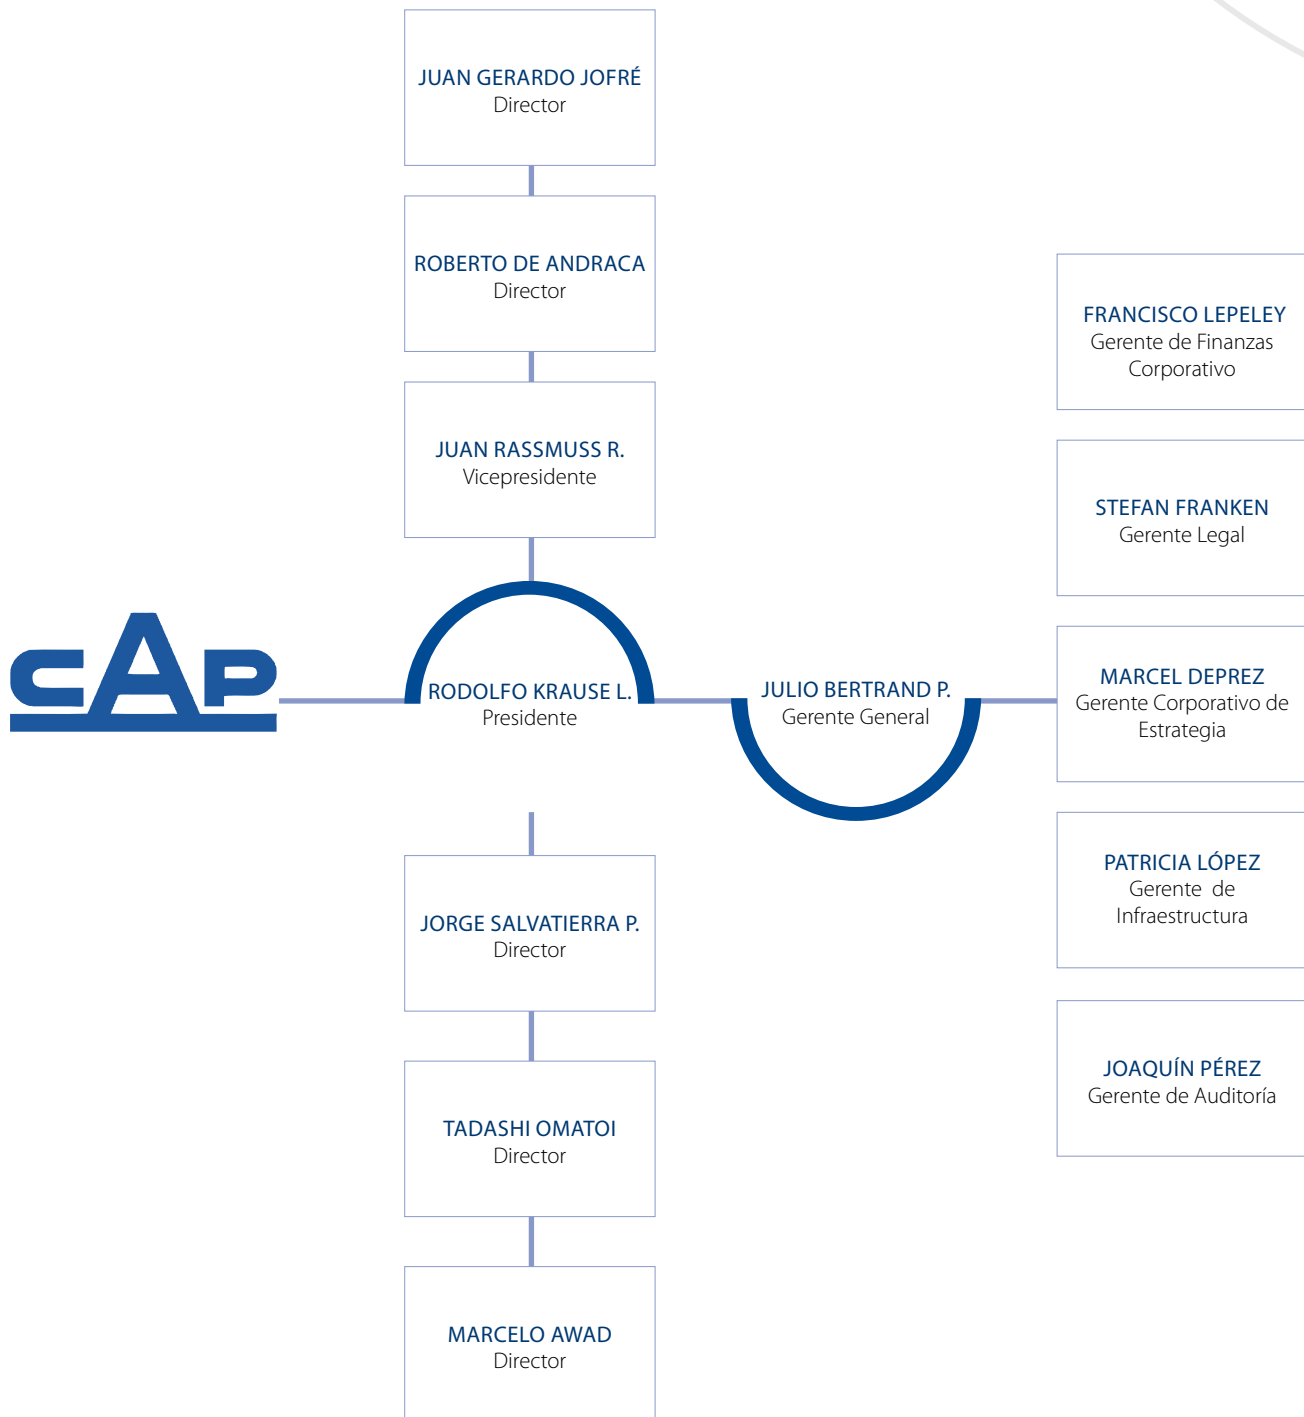 JUAN GERARDO JOFRÉ
Director
ROBERTO DE ANDRACA
Director
JUAN RASSMUSS R.
Vicepresidente
CAP
RODOLFO KRAUSE L.
Presidente
JORGE SALVATIERRA P.
Director
TADASHI OMATOI
Director
MARCELO AWAD
Director
JULIO BERTRAND P.
Gerente General
FRANCISCO LEPELEY
Gerente de Finanzas
Corporativo
STEFAN FRANKEN
Gerente Legal
MARCEL DEPREZ
Gerente Corporativo de
Estrategia
PATRICIA LÓPEZ
Gerente de
Infraestructura
JOAQUÍN PÉREZ
Gerente de Auditoría